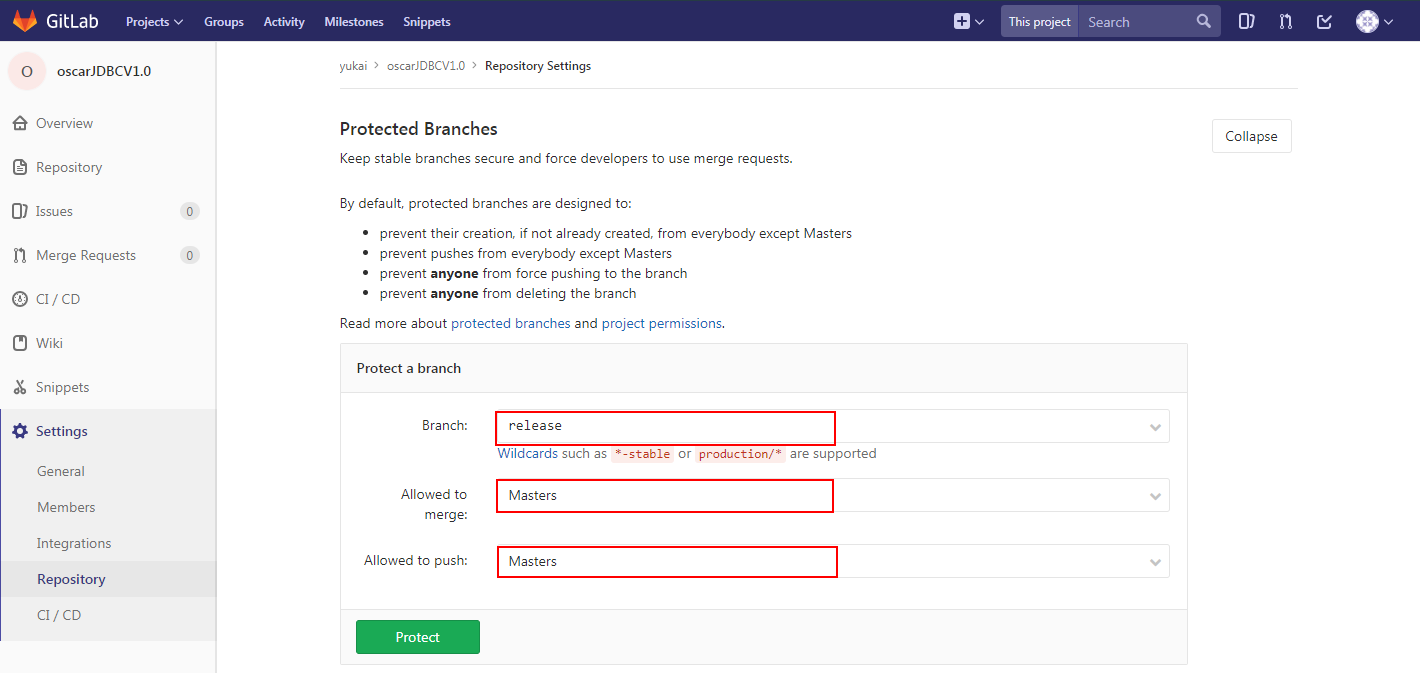 GitLab Projects Groups Activity Milestones Snippets This project Search
O oscarJDBCV1.0
Overview
Repository
Issues 0
Merge Requests 0
CI / CD
Wiki
Snippets
Settings
General
Members
Integrations
Repository
CI / CD
yukai > oscarJDBCV1.0 > Repository Settings
Protected Branches
Collapse
Keep stable branches secure and force developers to use merge requests.
By default, protected branches are designed to:
• prevent their creation, if not already created, from everybody except Masters
• prevent pushes from everybody except Masters
• prevent anyone from force pushing to the branch
• prevent anyone from deleting the branch
Read more about protected branches and project permissions.
Protect a branch
Branch: release
Wildcards such as *-stable or production/* are supported
Allowed to
merge: Masters
Allowed to push: Masters
Protect